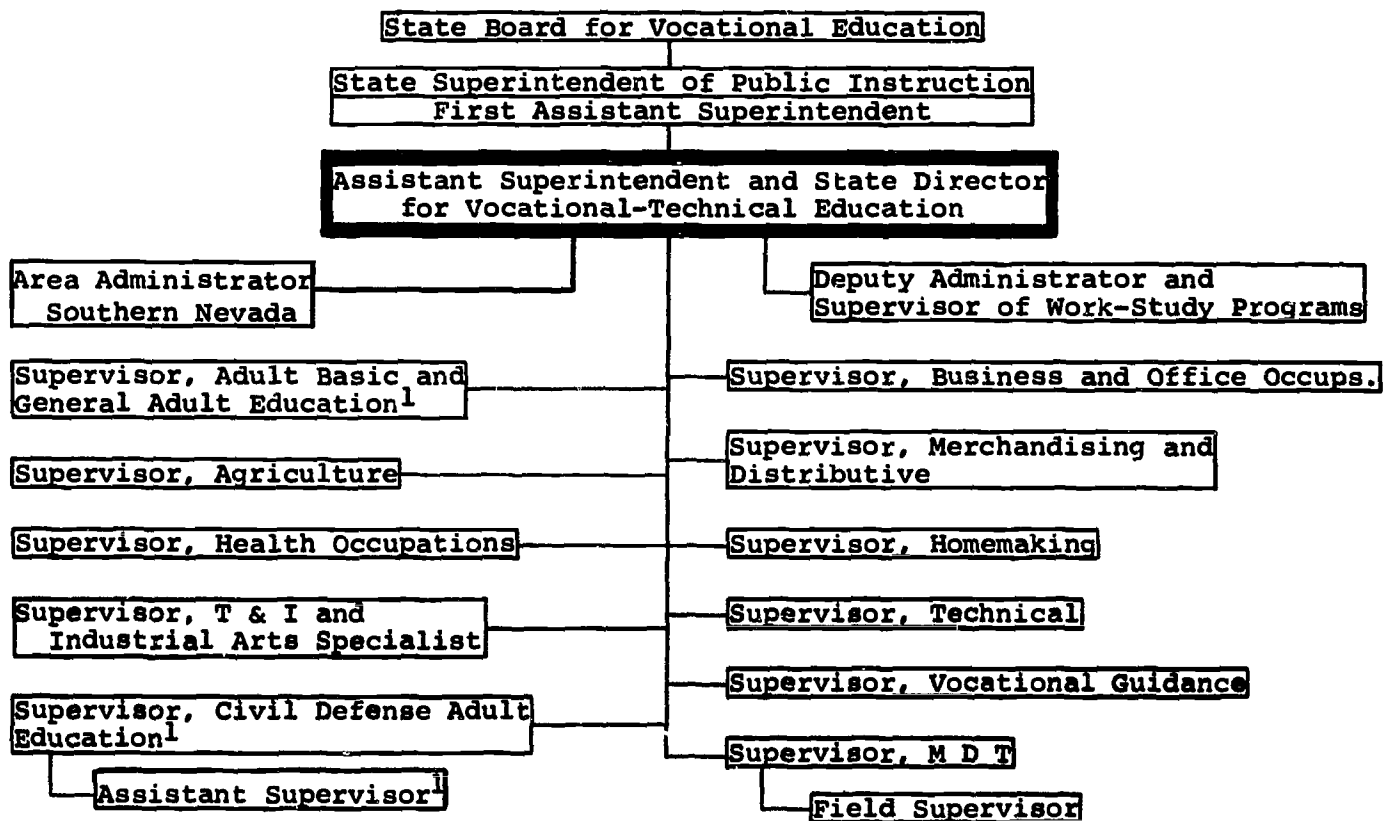 State Board for Vocational Education
State Superintendent of Public Instruction
First Assistant Superintendent
Assistant Superintendent and State Director
for Vocational-Technical Education
Area Administrator
Southern Nevada
Deputy Administrator and
Supervisor of Work-Study Programs
Supervisor, Adult Basic and
General Adult Education1
Supervisor, Business and Office Occups.
Supervisor, Agriculture
Supervisor, Merchandising and
Distributive
Supervisor, Health Occupations
Supervisor, Homemaking
Supervisor, T & I and
Industrial Arts Specialist
Supervisor, Technical
Supervisor, Vocational Guidance
Supervisor, Civil Defense Adult
Education1
Assistant Supervisor1
Supervisor, M D T
Field Supervisor